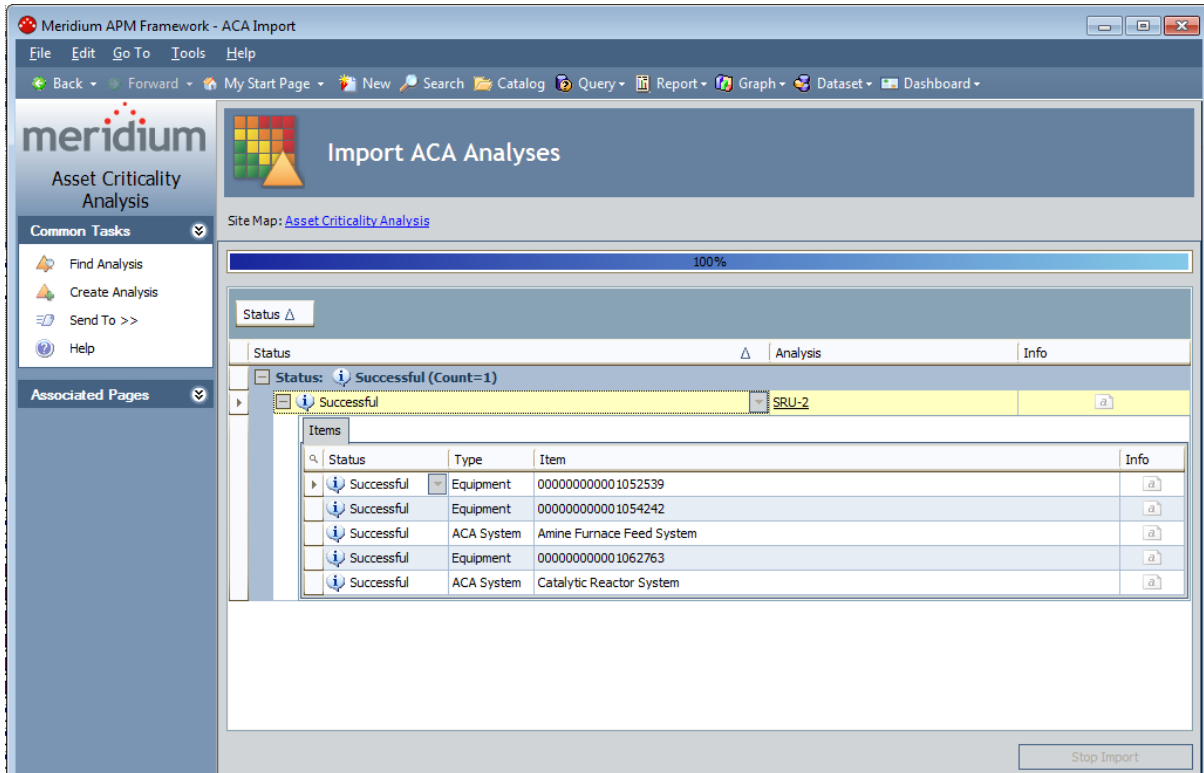 Meridium APM Framework - ACA Import
File Edit Go To Tools Help
Back Forward My Start Page New Search Catalog Query Report Graph Dataset Dashboard
meridium
Asset Criticality
Analysis
Common Tasks
Find Analysis
Create Analysis
Send To >>
Help
Associated Pages
Import ACA Analyses
Site Map: Asset Criticality Analysis
100%
Status
Status Analysis Info
Status: Successful (Count=1)
Successful SRU-2 a
Items
Status Type Item Info
Successful Equipment 000000000001052539 a
Successful Equipment 000000000001054242 a
Successful ACA System Amine Furnace Feed System a
Successful Equipment 000000000001062763 a
Successful ACA System Catalytic Reactor System a
Stop Import